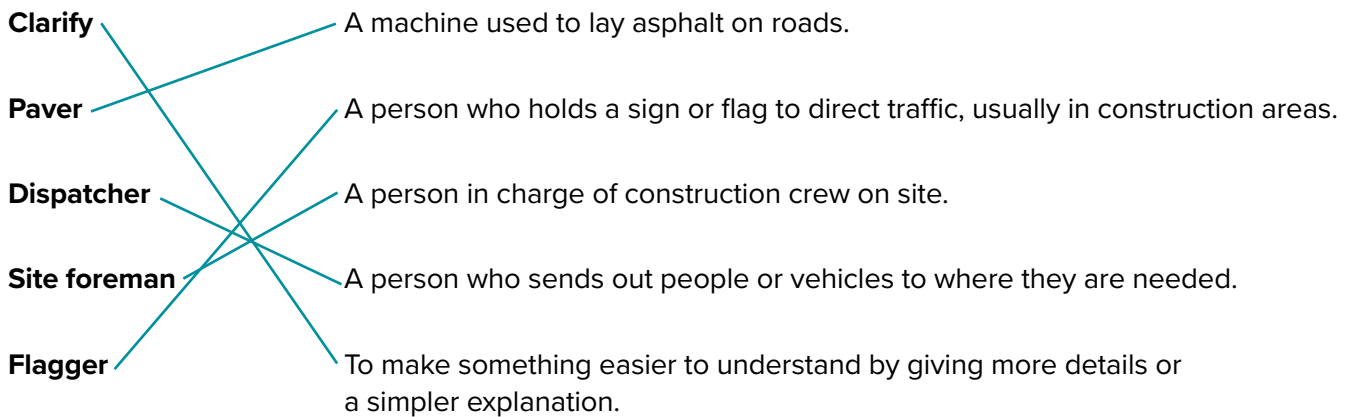 Clarify A machine used to lay asphalt on roads.
Paver A person who holds a sign or flag to direct traffic, usually in construction areas.
Dispatcher A person in charge of construction crew on site.
Site foreman A person who sends out people or vehicles to where they are needed.
Flagger To make something easier to understand by giving more details or
a simpler explanation.